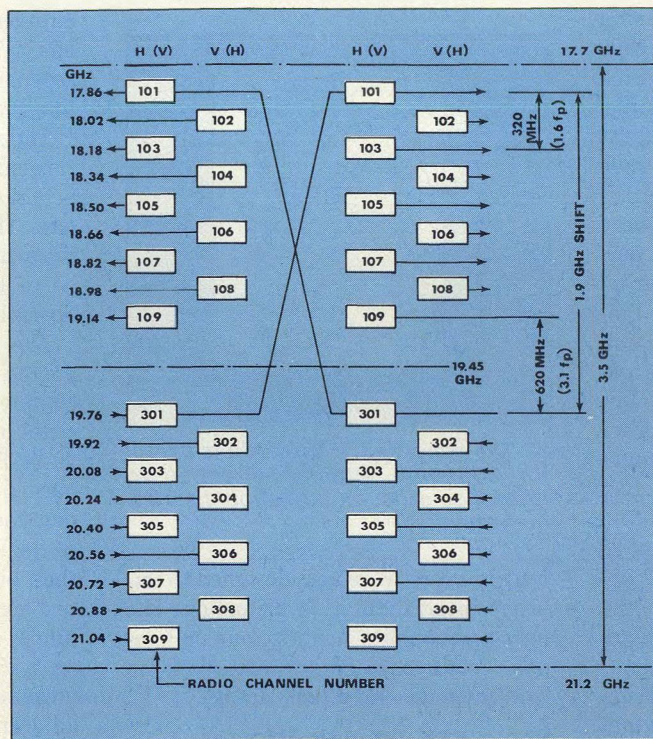 H (V) V (H) H (V) V (H) 17.7 GHz
GHz
17.86 101 101
18.02 102 102
18.18 103 103
18.34 104 104
18.50 105 105
18.66 106 106
18.82 107 107
18.98 108 108
19.14 109 109
320 MHz
(1.6 fp)
1.9 GHz SHIFT
3.5 GHz
620 MHz
(3.1 fp)
19.45
GHz
19.76 301 301
19.92 302 302
20.08 303 303
20.24 304 304
20.40 305 305
20.56 306 306
20.72 307 307
20.88 308 308
21.04 309 309
RADIO CHANNEL NUMBER 21.2 GHz